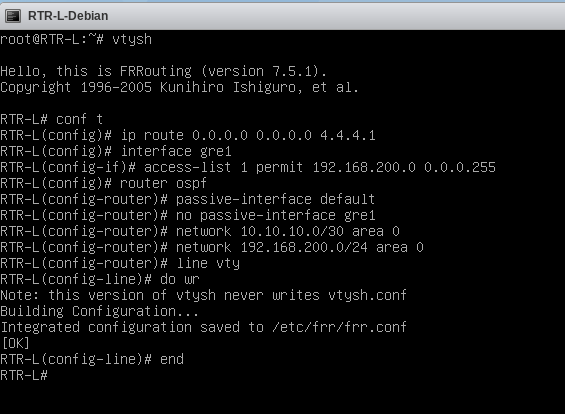 RTR-L-Debian
root@RTR-L:~# vtysh
Hello, this is FRRouting (version 7.5.1).
Copyright 1996-2005 Kunihiro Ishiguro, et al.
RTR-L# conf t
RTR-L(config)# ip route 0.0.0.0 0.0.0.0 4.4.4.1
RTR-L(config)# interface gre1
RTR-L(config-if)# access-list 1 permit 192.168.200.0 0.0.0.255
RTR-L(config)# router ospf
RTR-L(config-router)# passive-interface default
RTR-L(config-router)# no passive-interface gre1
RTR-L(config-router)# network 10.10.10.0/30 area 0
RTR-L(config-router)# network 192.168.200.0/24 area 0
RTR-L(config-router)# line vty
RTR-L(config-line)# do wr
Note: this version of vtysh never writes vtysh.conf
Building Configuration...
Integrated configuration saved to /etc/frr/frr.conf
[OK]
RTR-L(config-line)# end
RTR-L#